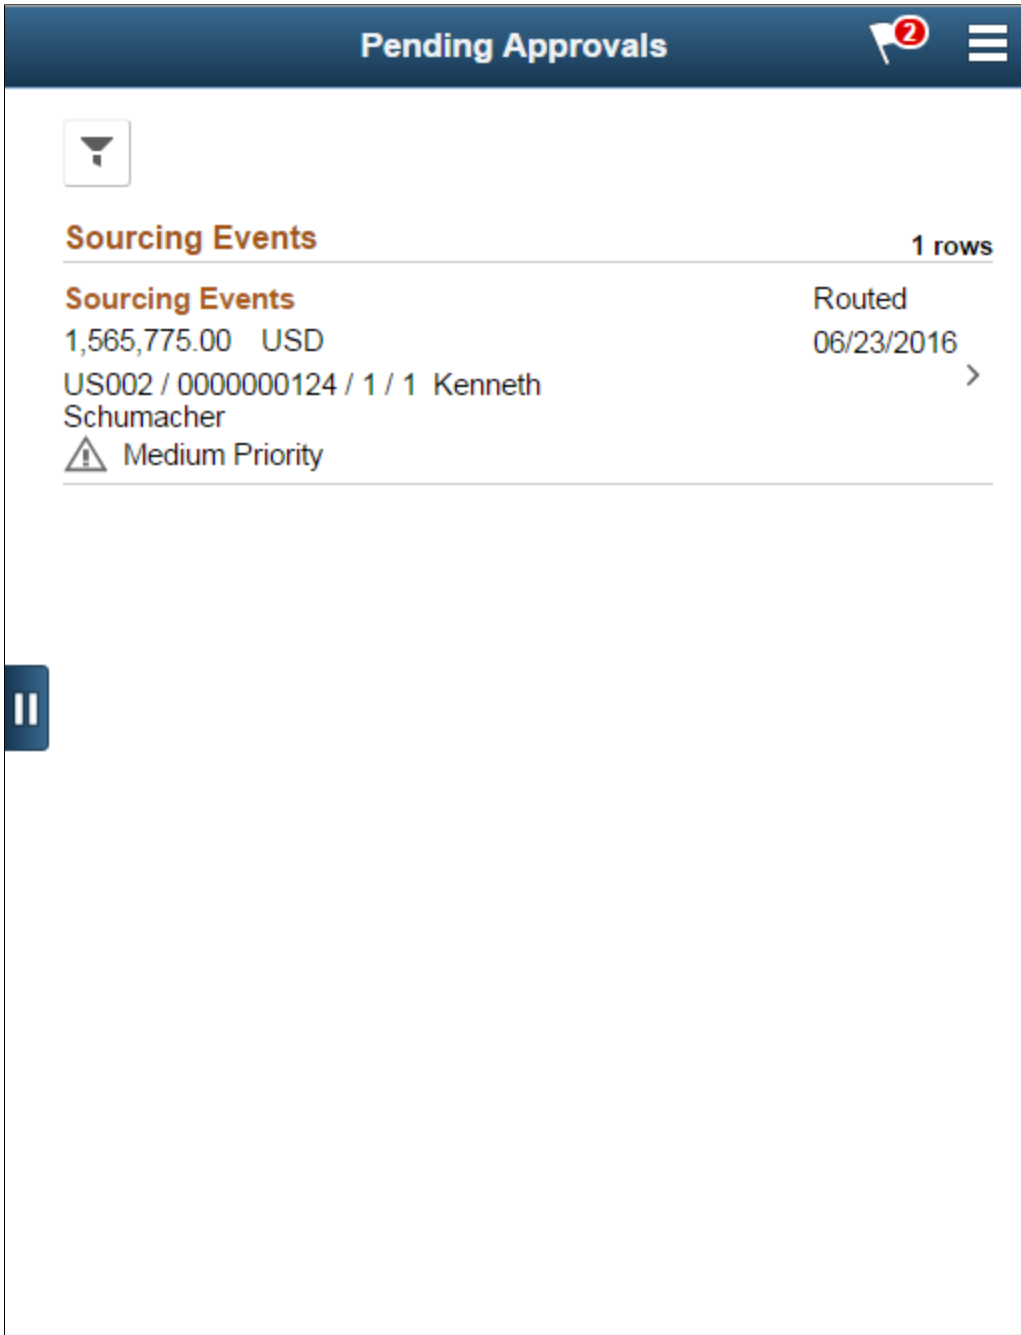 Pending Approvals
2
Sourcing Events
1 rows
Sourcing Events
Routed
1,565,775.00 USD
06/23/2016
US002 / 0000000124 / 1 / 1 Kenneth
Schumacher
Medium Priority